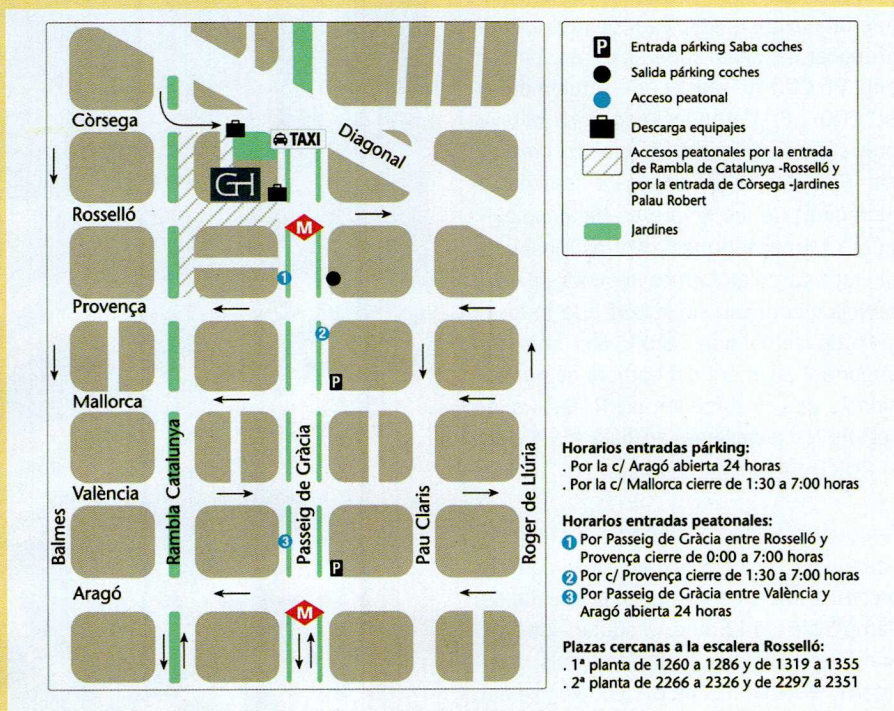 P Entrada párking Saba coches
Salida párking coches
Acceso peatonal
Descarga equipajes
Accesos peatonales por la entrada
de Rambla de Catalunya -Rosselló y
por la entrada de Còrsega -Jardines
Palau Robert
Jardines
Còrsega
TAXI
Diagonal
GH
Rosselló
M
1
Provença
2
P
Mallorca
València
Balmes
Rambla Catalunya
Passeig de Gràcia
Pau Claris
Roger de Llúria
3
P
Aragó
M
Horarios entradas párking:
. Por la c/ Aragó abierta 24 horas
. Por la c/ Mallorca cierre de 1:30 a 7:00 horas
Horarios entradas peatonales:
1 Por Passeig de Gràcia entre Rosselló y
Provença cierre de 0:00 a 7:00 horas
2 Por c/ Provença cierre de 1:30 a 7:00 horas
3 Por Passeig de Gràcia entre València y
Aragó abierta 24 horas
Plazas cercanas a la escalera Rosselló:
. 1ª planta de 1260 a 1286 y de 1319 a 1355
. 2ª planta de 2266 a 2326 y de 2297 a 2351